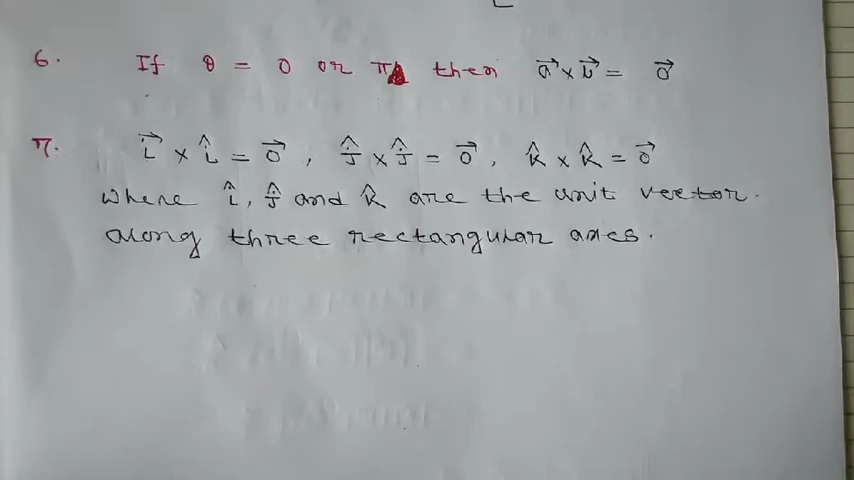 6. If θ = 0 or π then a⃗ × b⃗ = 0⃗
7. i⃗ × î = 0⃗, ĵ × ĵ = 0⃗, k̂ × k̂ = 0⃗
where î, ĵ and k̂ are the unit vector.
along three rectangular axes.